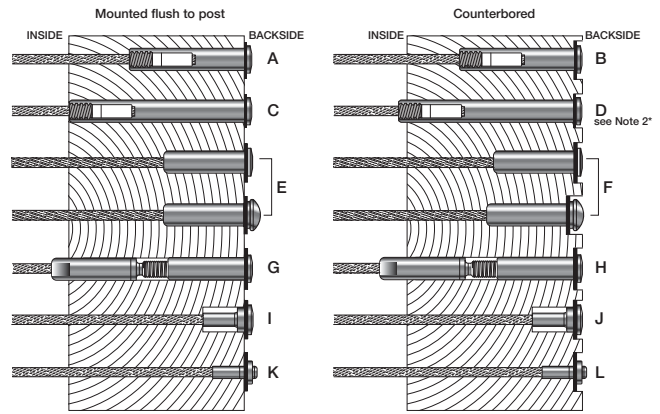 Mounted flush to post
Counterbored
INSIDE
BACKSIDE
INSIDE
BACKSIDE
A
B
C
D
see Note 2*
E
F
G
H
I
J
K
L